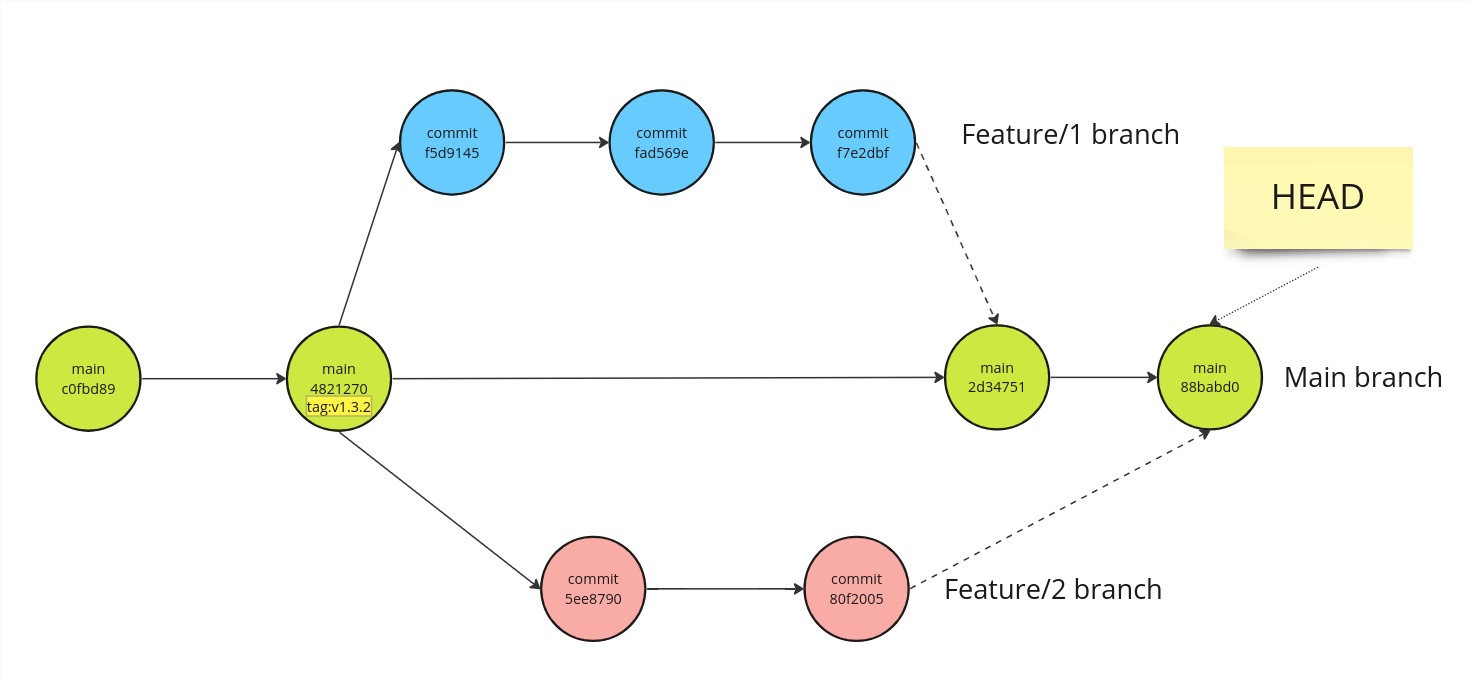 commit
f5d9145
commit
fad569e
commit
f7e2dbf
Feature/1 branch
HEAD
main
c0fbd89
main
4821270
tag:v1.3.2
main
2d34751
main
88babd0
Main branch
commit
5ee8790
commit
80f2005
Feature/2 branch